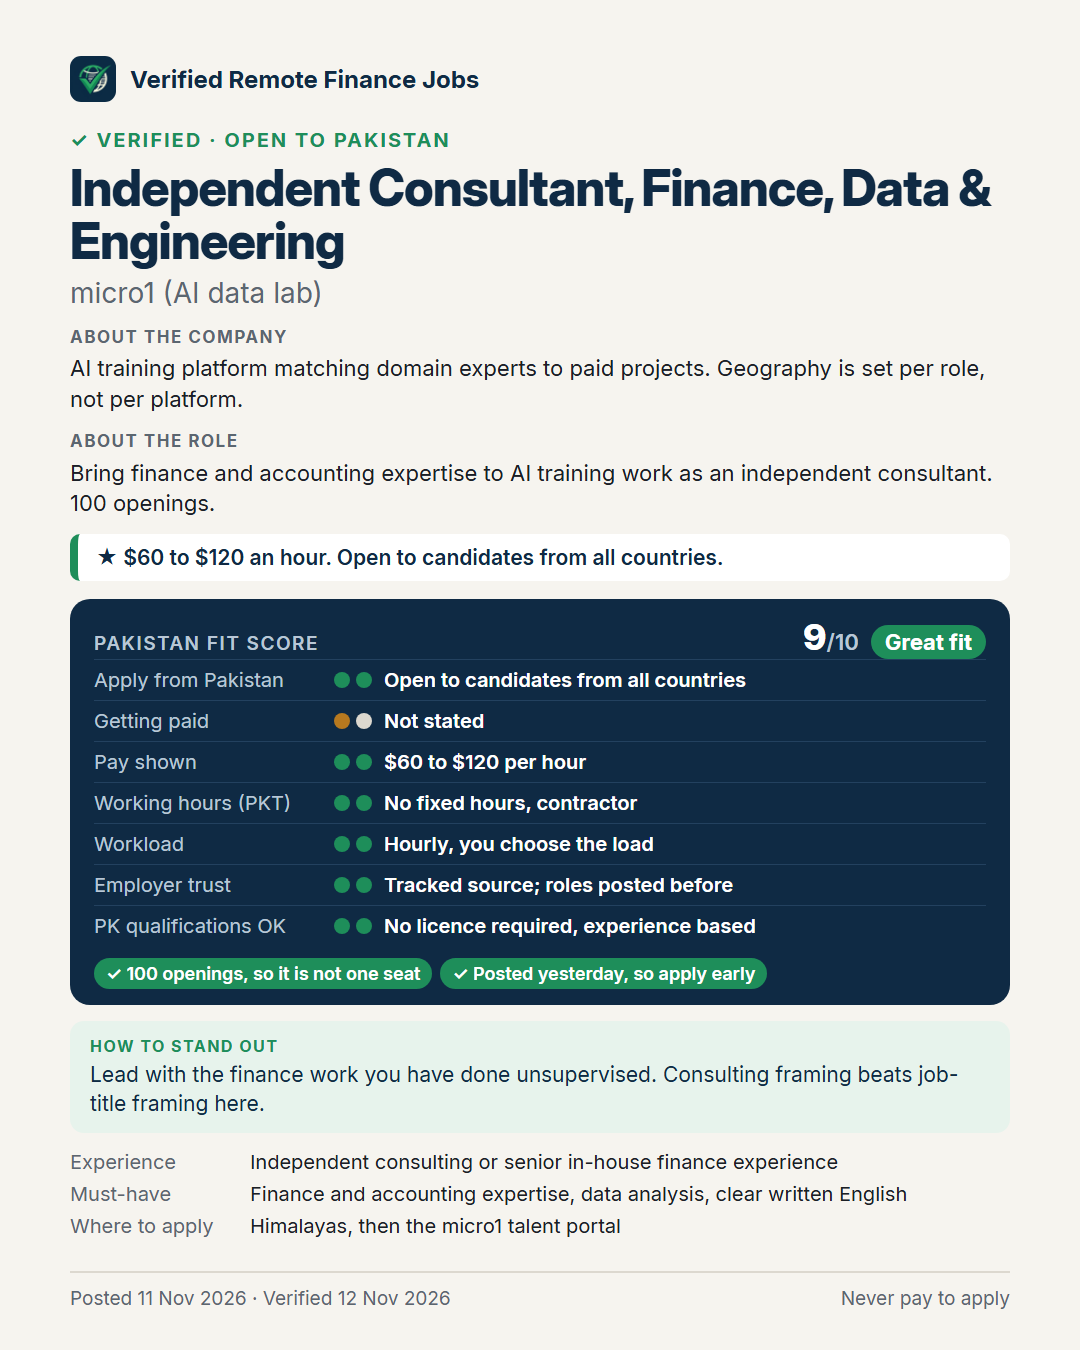 Verified Remote Finance Jobs
✓ VERIFIED · OPEN TO PAKISTAN
Independent Consultant, Finance, Data &
Engineering
micro1 (AI data lab)
ABOUT THE COMPANY
AI training platform matching domain experts to paid projects. Geography is set per role,
not per platform.
ABOUT THE ROLE
Bring finance and accounting expertise to AI training work as an independent consultant.
100 openings.
★ $60 to $120 an hour. Open to candidates from all countries.
PAKISTAN FIT SCORE 9/10 Great fit
Apply from Pakistan Open to candidates from all countries
Getting paid Not stated
Pay shown $60 to $120 per hour
Working hours (PKT) No fixed hours, contractor
Workload Hourly, you choose the load
Employer trust Tracked source; roles posted before
PK qualifications OK No licence required, experience based
✓ 100 openings, so it is not one seat ✓ Posted yesterday, so apply early
HOW TO STAND OUT
Lead with the finance work you have done unsupervised. Consulting framing beats job-
title framing here.
Experience Independent consulting or senior in-house finance experience
Must-have Finance and accounting expertise, data analysis, clear written English
Where to apply Himalayas, then the micro1 talent portal
Posted 11 Nov 2026 · Verified 12 Nov 2026 Never pay to apply